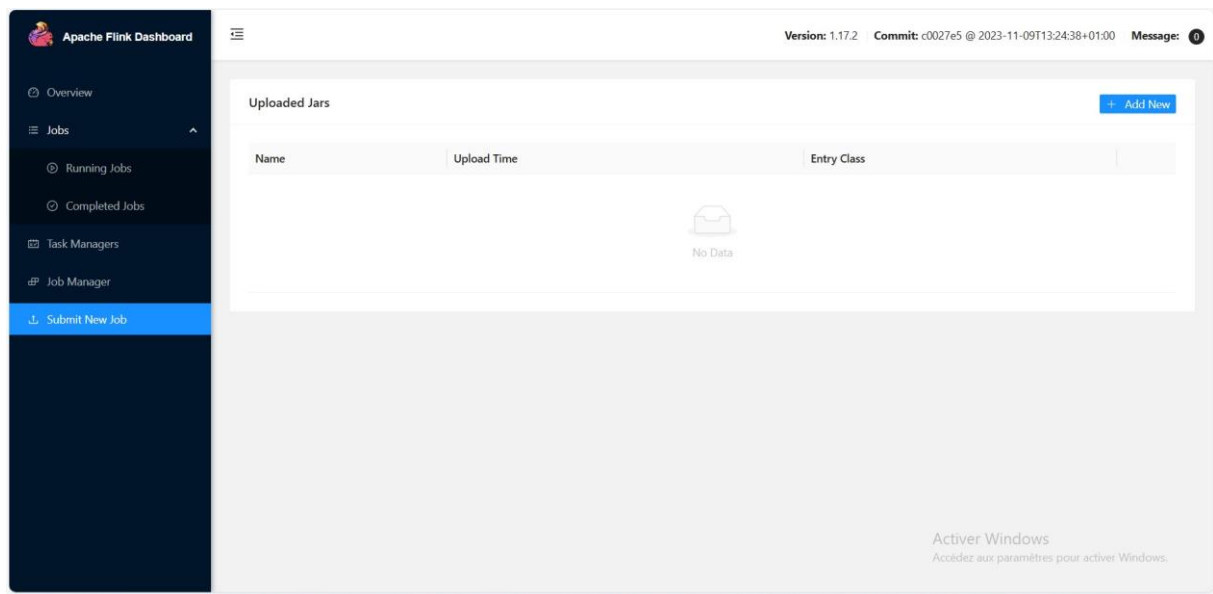 Apache Flink Dashboard
Version: 1.17.2 Commit: c0027e5 @ 2023-11-09T13:24:38+01:00 Message: 0
Overview
Jobs
Running Jobs
Completed Jobs
Task Managers
Job Manager
Submit New Job
Uploaded Jars
+ Add New
Name Upload Time Entry Class
No Data
Activer Windows
Accédez aux paramètres pour activer Windows.